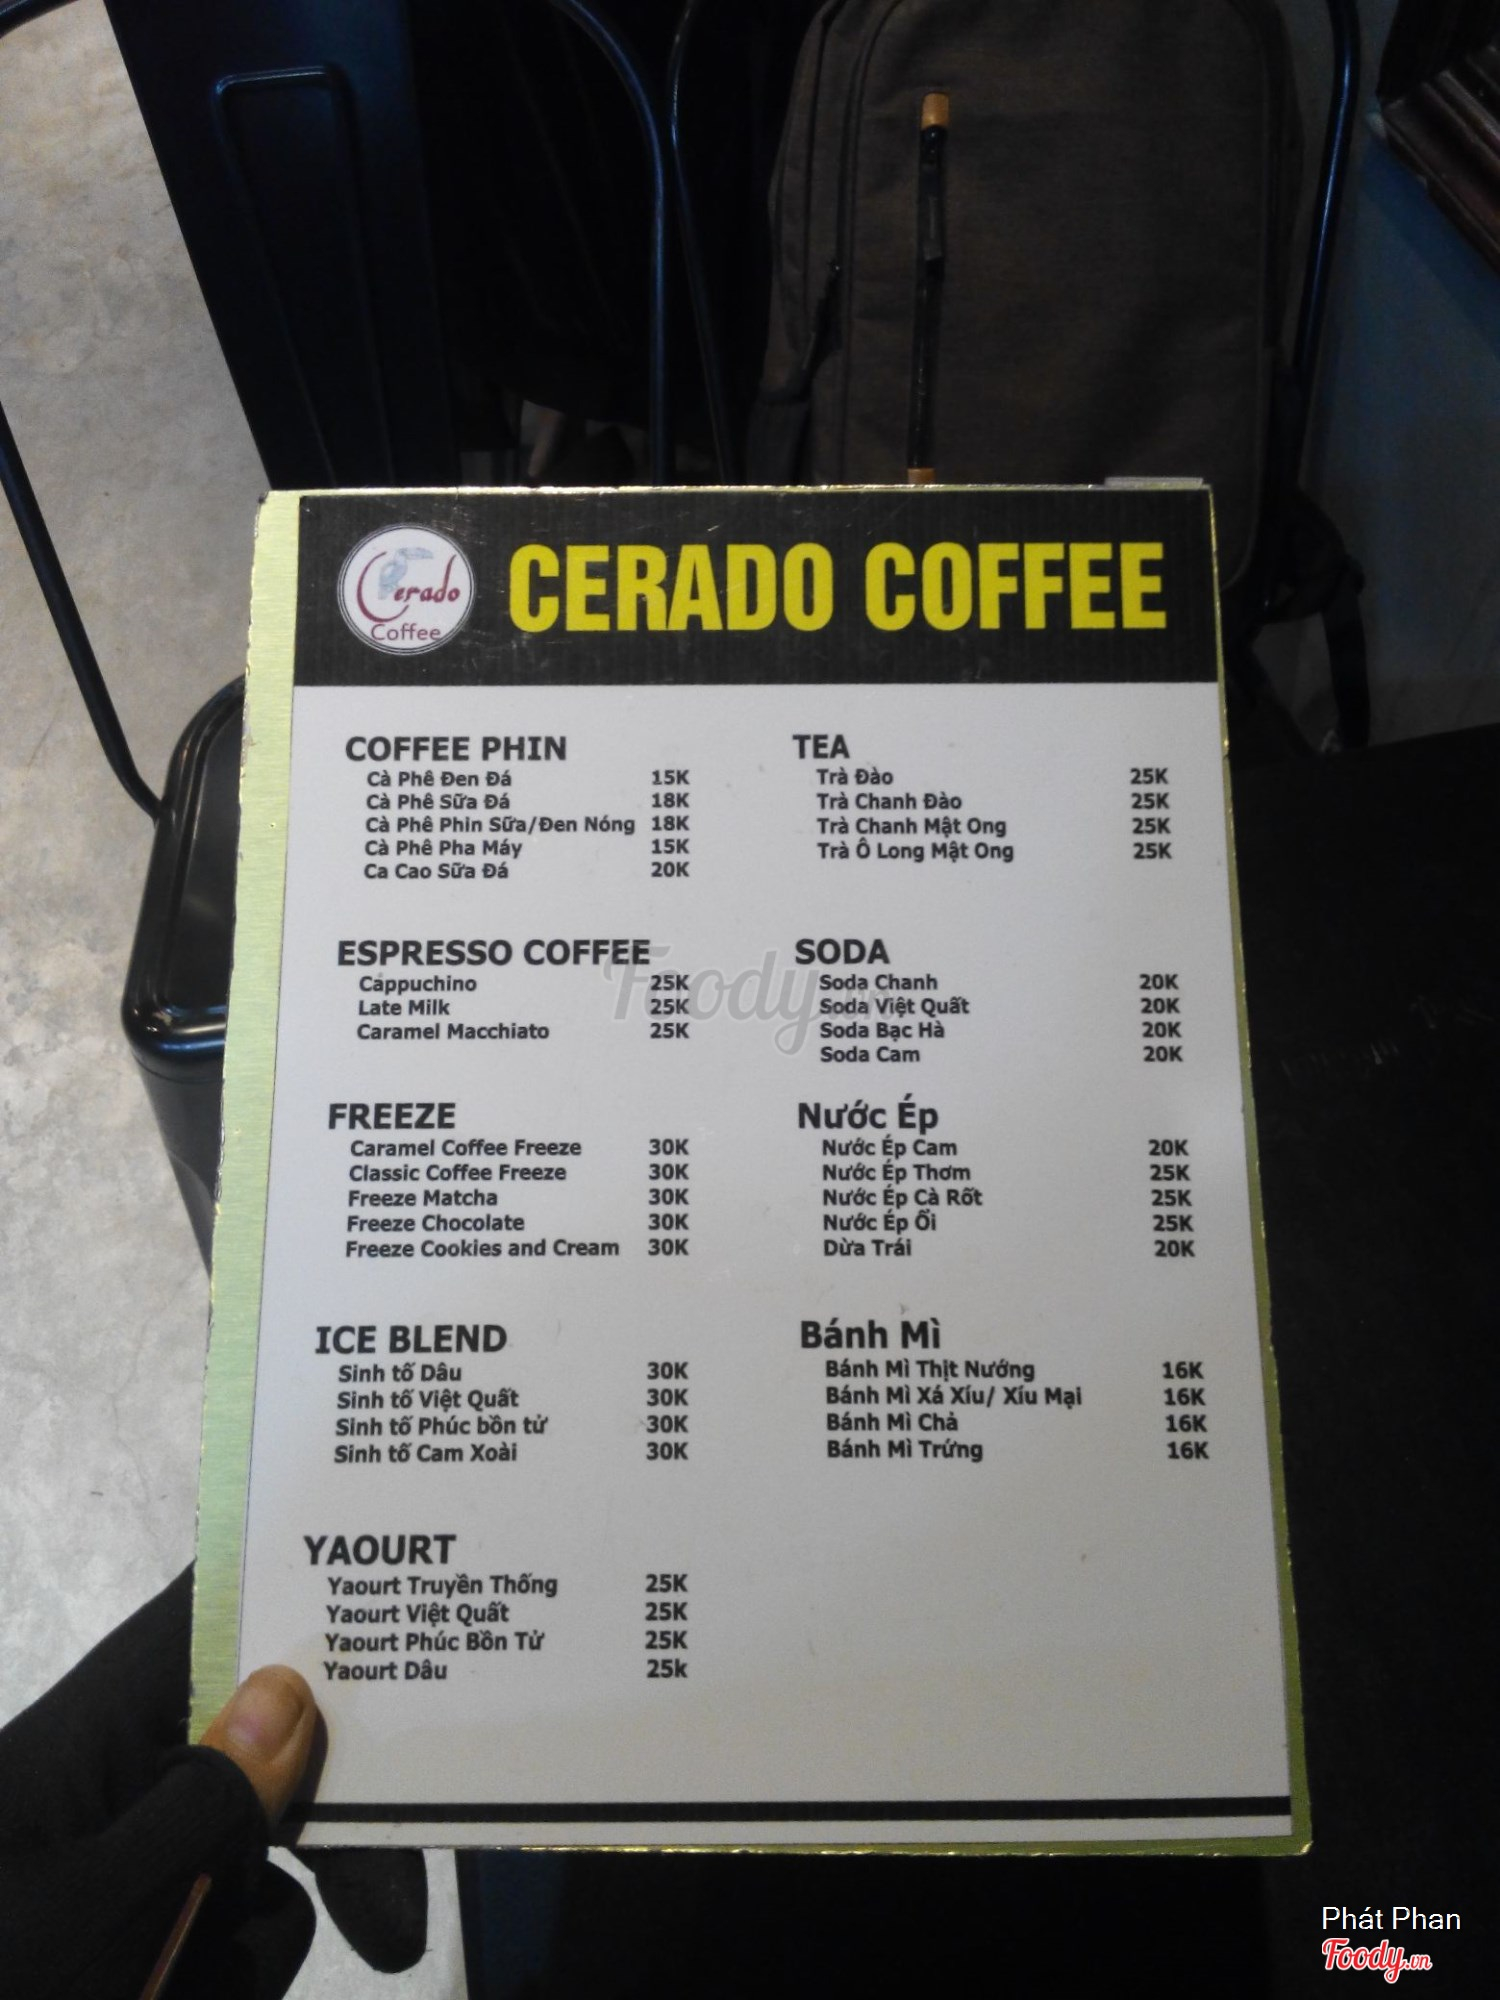 Cerado
Coffee
CERADO COFFEE
COFFEE PHIN
Cà Phê Đen Đá 15K
Cà Phê Sữa Đá 18K
Cà Phê Phin Sữa/Đen Nóng 18K
Cà Phê Pha Máy 15K
Ca Cao Sữa Đá 20K
ESPRESSO COFFEE
Cappuchino 25K
Late Milk 25K
Caramel Macchiato 25K
FREEZE
Caramel Coffee Freeze 30K
Classic Coffee Freeze 30K
Freeze Matcha 30K
Freeze Chocolate 30K
Freeze Cookies and Cream 30K
ICE BLEND
Sinh tố Dâu 30K
Sinh tố Việt Quất 30K
Sinh tố Phúc bồn tử 30K
Sinh tố Cam Xoài 30K
YAOURT
Yaourt Truyền Thống 25K
Yaourt Việt Quất 25K
Yaourt Phúc Bồn Tử 25K
Yaourt Dâu 25k
TEA
Trà Đào 25K
Trà Chanh Đào 25K
Trà Chanh Mật Ong 25K
Trà Ô Long Mật Ong 25K
SODA
Soda Chanh 20K
Soda Việt Quất 20K
Soda Bạc Hà 20K
Soda Cam 20K
Nước Ép
Nước Ép Cam 20K
Nước Ép Thơm 25K
Nước Ép Cà Rốt 25K
Nước Ép Ổi 25K
Dừa Trái 20K
Bánh Mì
Bánh Mì Thịt Nướng 16K
Bánh Mì Xá Xíu/ Xíu Mại 16K
Bánh Mì Chả 16K
Bánh Mì Trứng 16K
Foody.vn
Phát Phan
Foody.vn